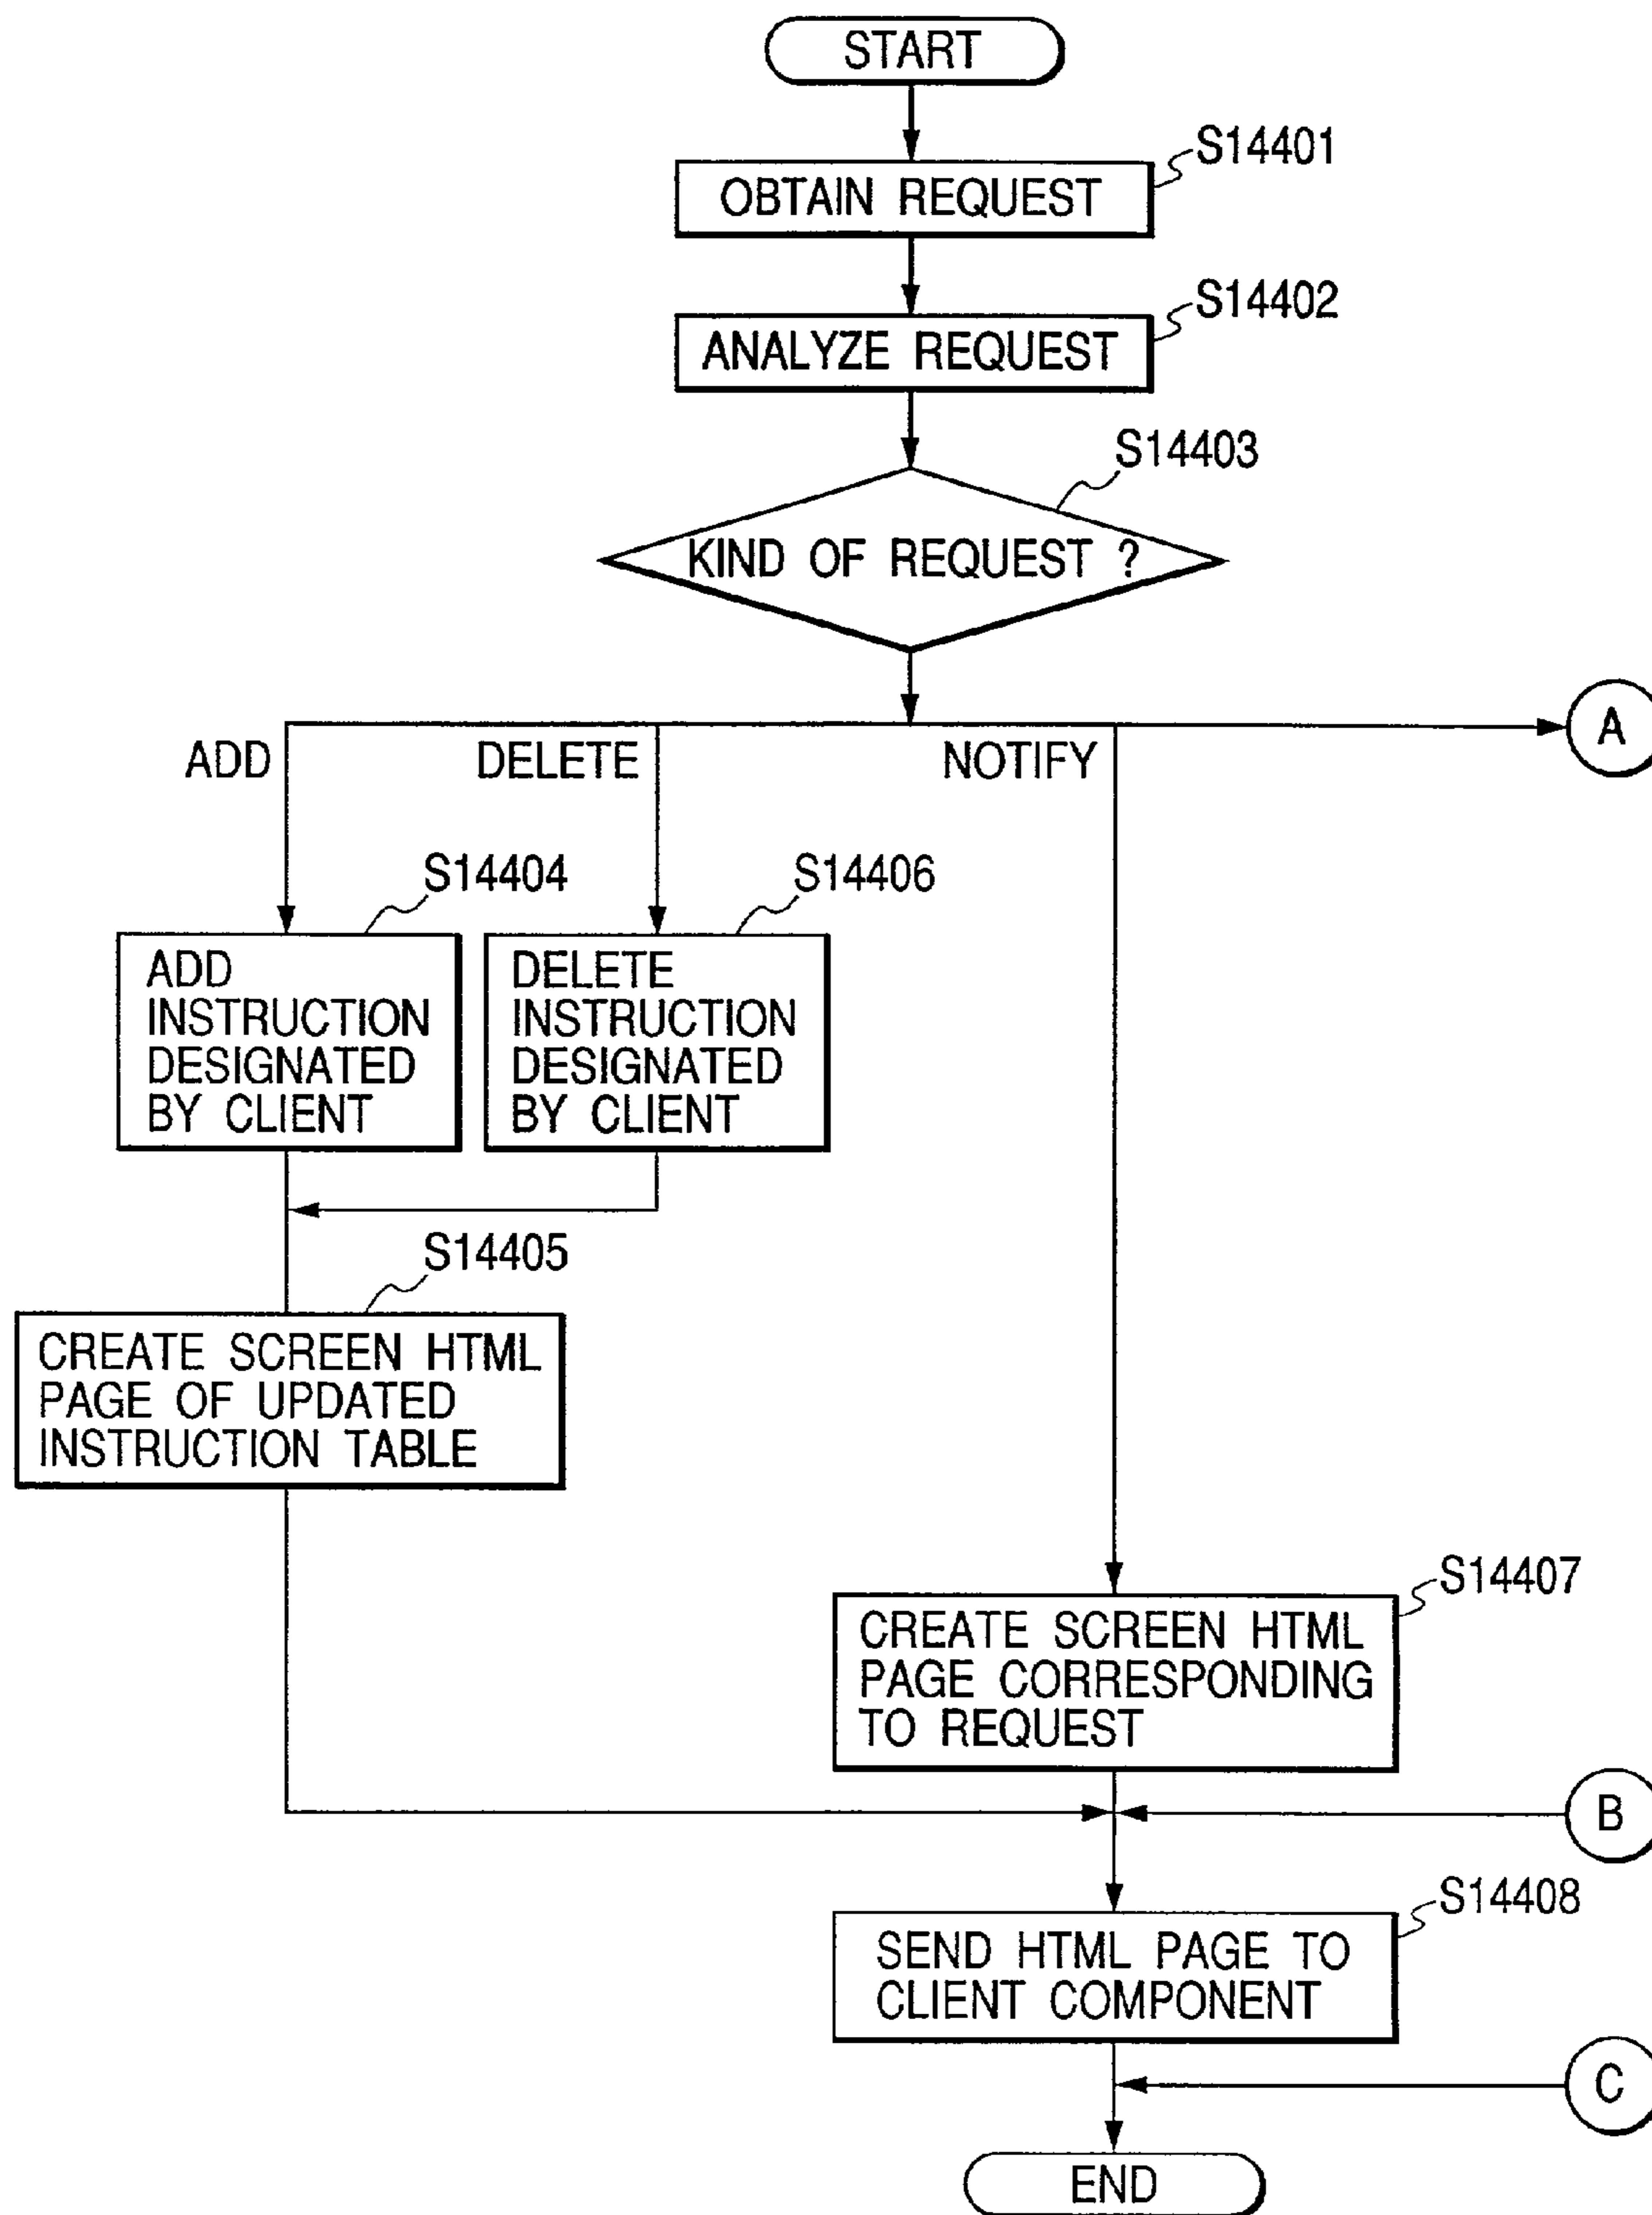 START
S14401
OBTAIN REQUEST
S14402
ANALYZE REQUEST
S14403
KIND OF REQUEST ?
A
ADD
DELETE
NOTIFY
S14404
S14406
ADD
INSTRUCTION
DESIGNATED
BY CLIENT
DELETE
INSTRUCTION
DESIGNATED
BY CLIENT
S14405
CREATE SCREEN HTML
PAGE OF UPDATED
INSTRUCTION TABLE
S14407
CREATE SCREEN HTML
PAGE CORRESPONDING
TO REQUEST
B
S14408
SEND HTML PAGE TO
CLIENT COMPONENT
C
END